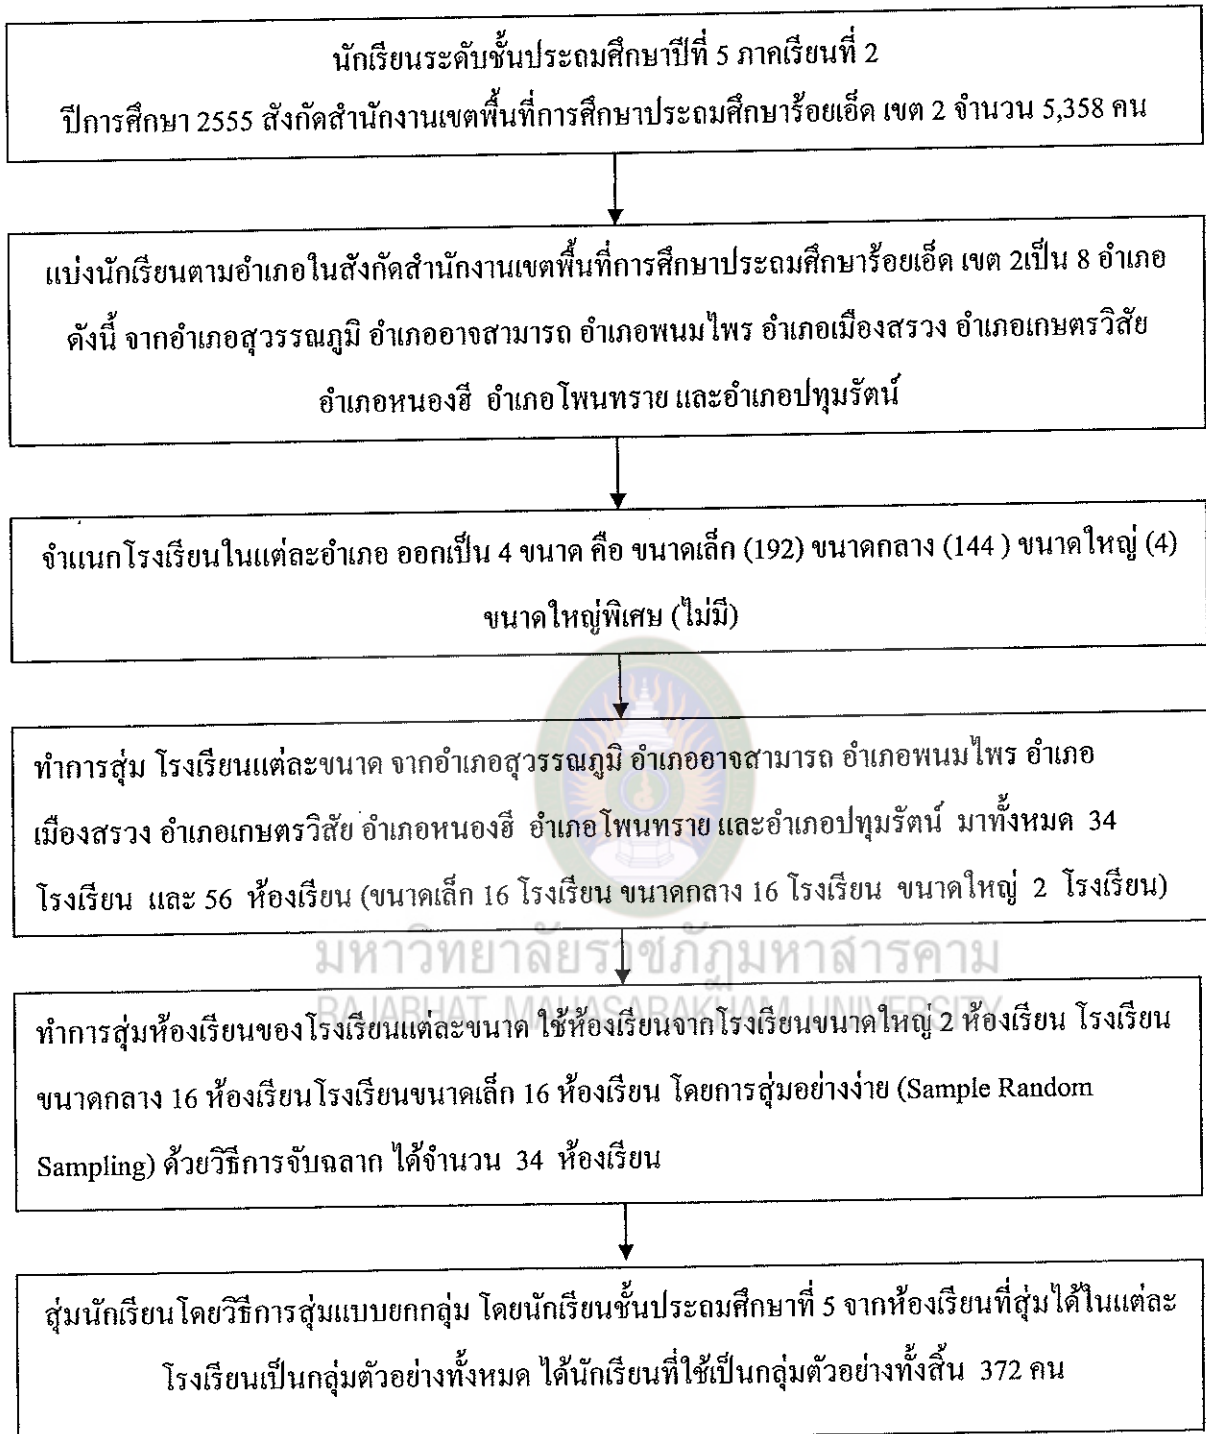 นักเรียนระดับชั้นประถมศึกษาปีที่ 5 ภาคเรียนที่ 2
ปีการศึกษา 2555 สังกัดสำนักงานเขตพื้นที่การศึกษาประถมศึกษาร้อยเอ็ด เขต 2 จำนวน 5,358 คน
แบ่งนักเรียนตามอำเภอในสังกัดสำนักงานเขตพื้นที่การศึกษาประถมศึกษาร้อยเอ็ด เขต 2เป็น 8 อำเภอ
ดังนี้ จากอำเภอสุวรรณภูมิ อำเภออาจสามารถ อำเภอพนมไพร อำเภอเมืองสรวง อำเภอเกษตรวิสัย
อำเภอหนองฮี อำเภอโพนทราย และอำเภอปทุมรัตน์
จำแนกโรงเรียนในแต่ละอำเภอ ออกเป็น 4 ขนาด คือ ขนาดเล็ก (192) ขนาดกลาง (144 ) ขนาดใหญ่ (4)
ขนาดใหญ่พิเศษ (ไม่มี)
ทำการสุ่ม โรงเรียนแต่ละขนาด จากอำเภอสุวรรณภูมิ อำเภออาจสามารถ อำเภอพนมไพร อำเภอ
เมืองสรวง อำเภอเกษตรวิสัย อำเภอหนองฮี อำเภอโพนทราย และอำเภอปทุมรัตน์ มาทั้งหมด 34
โรงเรียน และ 56 ห้องเรียน (ขนาดเล็ก 16 โรงเรียน ขนาดกลาง 16 โรงเรียน ขนาดใหญ่ 2 โรงเรียน)
มหาวิทยาลัยราชภัฏมหาสารคาม
RAJABHAT MAHASARAKHAM UNIVERSITY
ทำการสุ่มห้องเรียนของโรงเรียนแต่ละขนาด ใช้ห้องเรียนจากโรงเรียนขนาดใหญ่ 2 ห้องเรียน โรงเรียน
ขนาดกลาง 16 ห้องเรียนโรงเรียนขนาดเล็ก 16 ห้องเรียน โดยการสุ่มอย่างง่าย (Sample Random
Sampling) ด้วยวิธีการจับฉลาก ได้จำนวน 34 ห้องเรียน
สุ่มนักเรียนโดยวิธีการสุ่มแบบยกกลุ่ม โดยนักเรียนชั้นประถมศึกษาที่ 5 จากห้องเรียนที่สุ่มได้ในแต่ละ
โรงเรียนเป็นกลุ่มตัวอย่างทั้งหมด ได้นักเรียนที่ใช้เป็นกลุ่มตัวอย่างทั้งสิ้น 372 คน